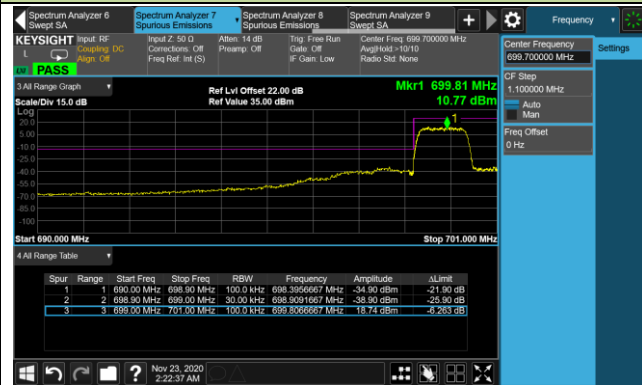 Spectrum Analyzer 6
Swept SA
Spectrum Analyzer 7
Spurious Emissions
Spectrum Analyzer 8
Spurious Emissions
Spectrum Analyzer 9
Swept SA
Frequency
KEYSIGHT
Input: RF
Coupling: DC
Align: Off
Input Z: 50 Ω
Corrections: Off
Freq Ref: Int (S)
Atten: 14 dB
Preamp: Off
Trig: Free Run
Gate: Off
IF Gain: Low
Center Freq: 699.700000 MHz
Avg|Hold:>10/10
Radio Std: None
PASS
Center Frequency
699.700000 MHz
Settings
CF Step
1.100000 MHz
Auto
Man
Freq Offset
0 Hz
3 All Range Graph
Scale/Div 15.0 dB
Ref Lvl Offset 22.00 dB
Ref Value 35.00 dBm
Mkr1 699.81 MHz
10.77 dBm
Log
20.0
5.00
-10.0
-25.0
-40.0
-55.0
-70.0
-85.0
-100
1
Start 690.000 MHz
Stop 701.000 MHz
4 All Range Table
Spur Range Start Freq Stop Freq RBW Frequency Amplitude ΔLimit
1 1 690.00 MHz 698.90 MHz 100.0 kHz 698.3956667 MHz -34.90 dBm -21.90 dB
2 2 698.90 MHz 699.00 MHz 30.00 kHz 698.9091667 MHz -38.90 dBm -25.90 dB
3 3 699.00 MHz 701.00 MHz 100.0 kHz 699.8066667 MHz 18.74 dBm -6.263 dB
Nov 23, 2020
2:22:37 AM